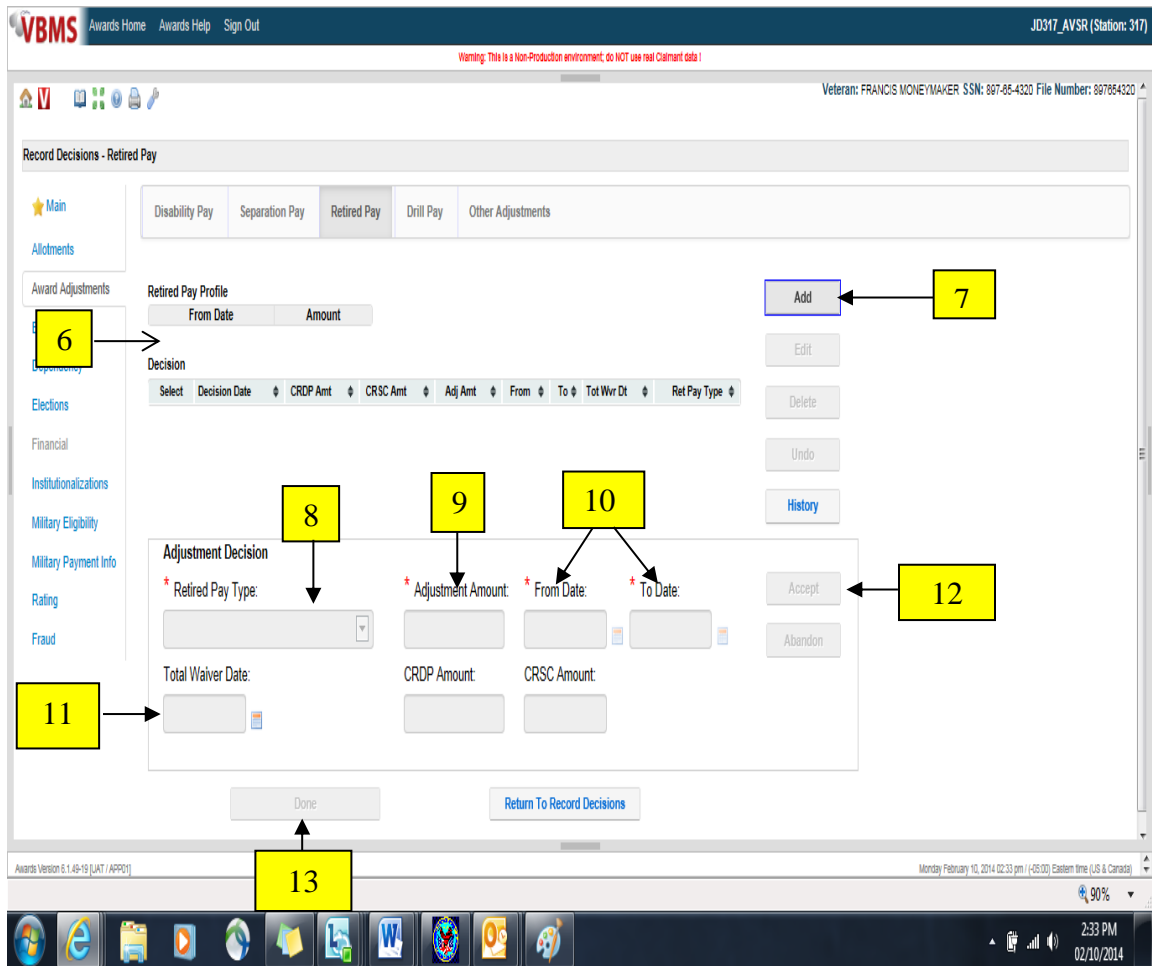 VBMS Awards Home Awards Help Sign Out JD317_AVSR (Station: 317)
Warning: This is a Non-Production environment; do NOT use real Claimant data !
Veteran: FRANCIS MONEYMAKER SSN: 897-65-4320 File Number: 897654320
Record Decisions - Retired Pay
Main
Disability Pay Separation Pay Retired Pay Drill Pay Other Adjustments
Allotments
Award Adjustments
Retired Pay Profile
Add
7
From Date Amount
6
Edit
Dependency
Decision
Select Decision Date CRDP Amt CRSC Amt Adj Amt From To Tot Wvr Dt Ret Pay Type
Delete
Elections
Financial
Undo
Institutionalizations
8
9
10
History
Military Eligibility
Adjustment Decision
Military Payment Info
* Retired Pay Type: * Adjustment Amount: * From Date: * To Date:
Accept
12
Rating
Fraud
Abandon
Total Waiver Date: CRDP Amount: CRSC Amount:
11
Done
Return To Record Decisions
13
Awards Version 6.1.49-19 [UAT / APP01] Monday February 10, 2014 02:33 pm / (-05:00) Eastern time (US & Canada)
90%
2:33 PM
02/10/2014